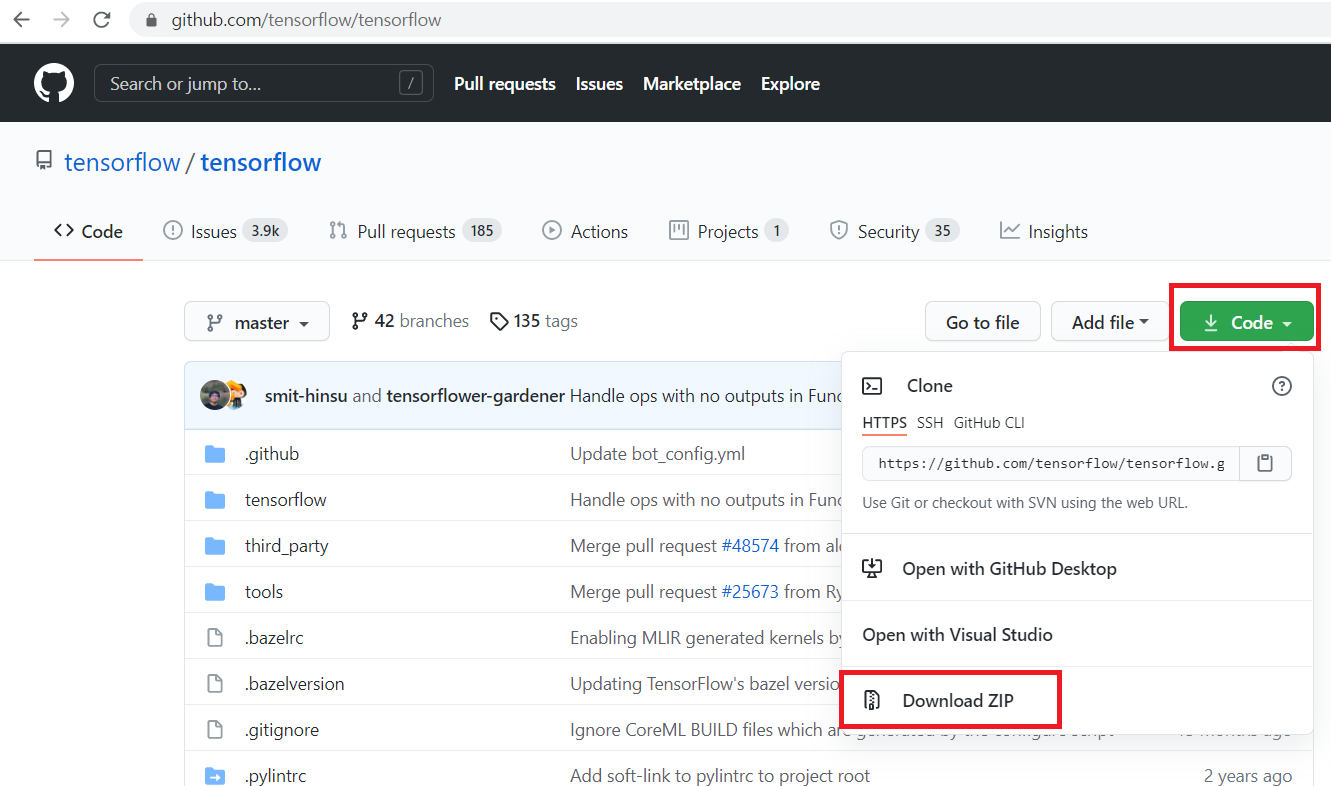 github.com/tensorflow/tensorflow
Search or jump to... / Pull requests Issues Marketplace Explore
tensorflow / tensorflow
Code Issues 3.9k Pull requests 185 Actions Projects 1 Security 35 Insights
master 42 branches 135 tags Go to file Add file Code
smit-hinsu and tensorflower-gardener Handle ops with no outputs in Func
.github Update bot_config.yml
tensorflow Handle ops with no outputs in Func
third_party Merge pull request #48574 from
tools Merge pull request #25673 from Ry
.bazelrc Enabling MLIR generated kernels by
.bazelversion Updating TensorFlow's bazel versio
.gitignore Ignore CoreML BUILD files which are
.pylintrc Add soft-link to pylintrc to project root 2 years ago
Clone
HTTPS SSH GitHub CLI
https://github.com/tensorflow/tensorflow.g
Use Git or checkout with SVN using the web URL.
Open with GitHub Desktop
Open with Visual Studio
Download ZIP